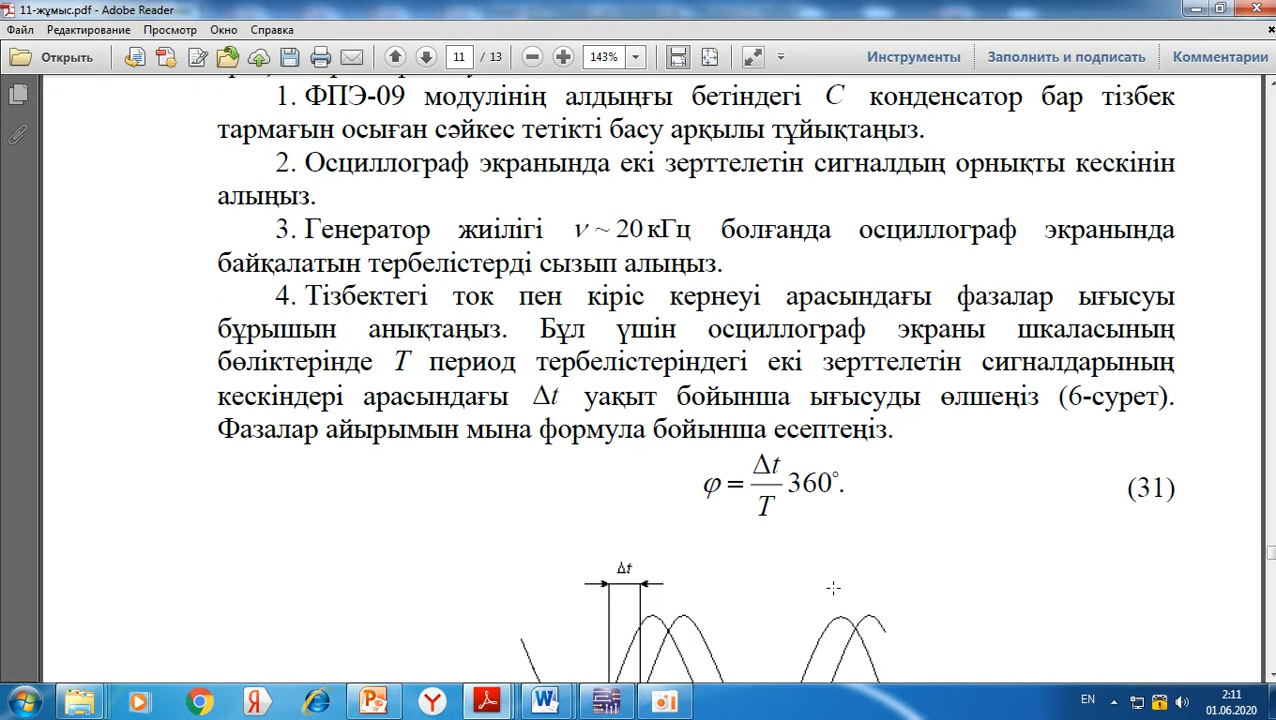 11-жұмыс.pdf - Adobe Reader
Файл Редактирование Просмотр Окно Справка
Открыть 11 / 13 143% Инструменты Заполнить и подписать Комментарии
1. ФПЭ-09 модулінің алдыңғы бетіндегі C конденсатор бар тізбек
тармағын осыған сәйкес тетікті басу арқылы тұйықтаңыз.
2. Осциллограф экранында екі зерттелетін сигналдың орнықты кескінін
алыңыз.
3. Генератор жиілігі ν ~ 20 кГц болғанда осциллограф экранында
байқалатын тербелістерді сызып алыңыз.
4. Тізбектегі ток пен кіріс кернеуі арасындағы фазалар ығысуы
бұрышын анықтаңыз. Бұл үшін осциллограф экраны шкаласының
бөліктерінде T период тербелістеріндегі екі зерттелетін сигналдарының
кескіндері арасындағы Δt уақыт бойынша ығысуды өлшеңіз (6-сурет).
Фазалар айырымын мына формула бойынша есептеңіз.
φ = Δt/T 360°. (31)
Δt
EN 2:11
01.06.2020